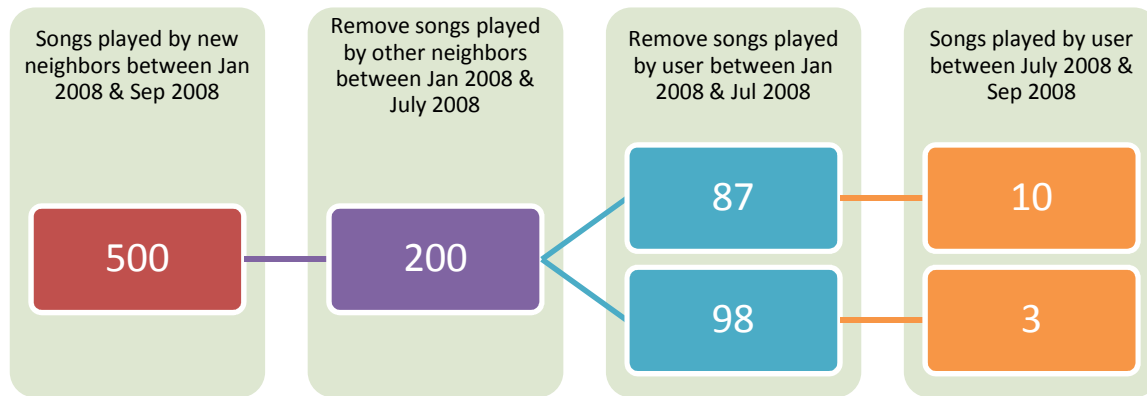 Songs played by new
neighbors between Jan
2008 & Sep 2008
500
Remove songs played
by other neighbors
between Jan 2008 &
July 2008
200
Remove songs played
by user between Jan
2008 & Jul 2008
87
98
Songs played by user
between July 2008 &
Sep 2008
10
3